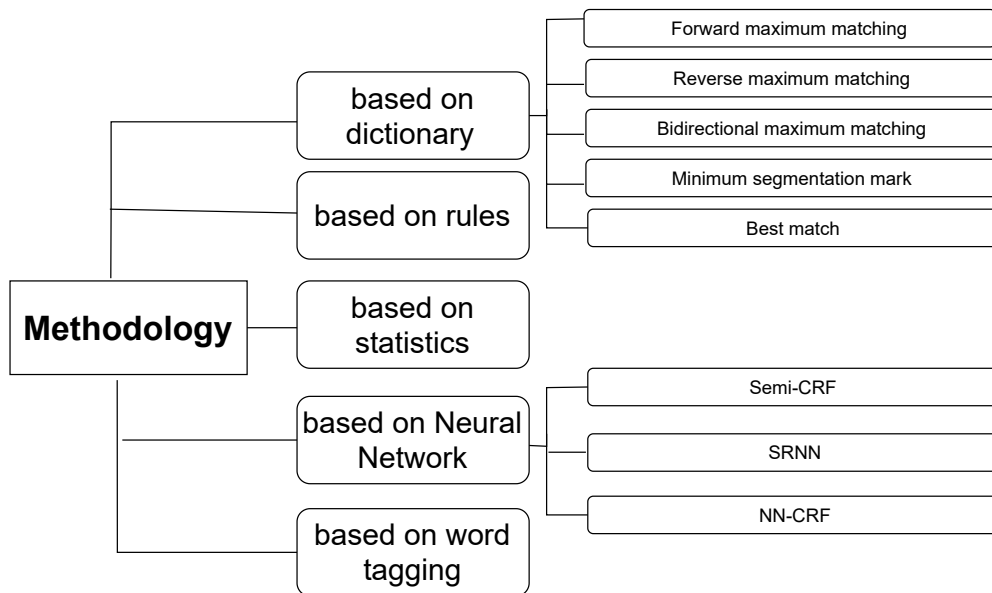 Methodology
based on
dictionary
based on rules
based on
statistics
based on Neural
Network
based on word
tagging
Forward maximum matching
Reverse maximum matching
Bidirectional maximum matching
Minimum segmentation mark
Best match
Semi-CRF
SRNN
NN-CRF